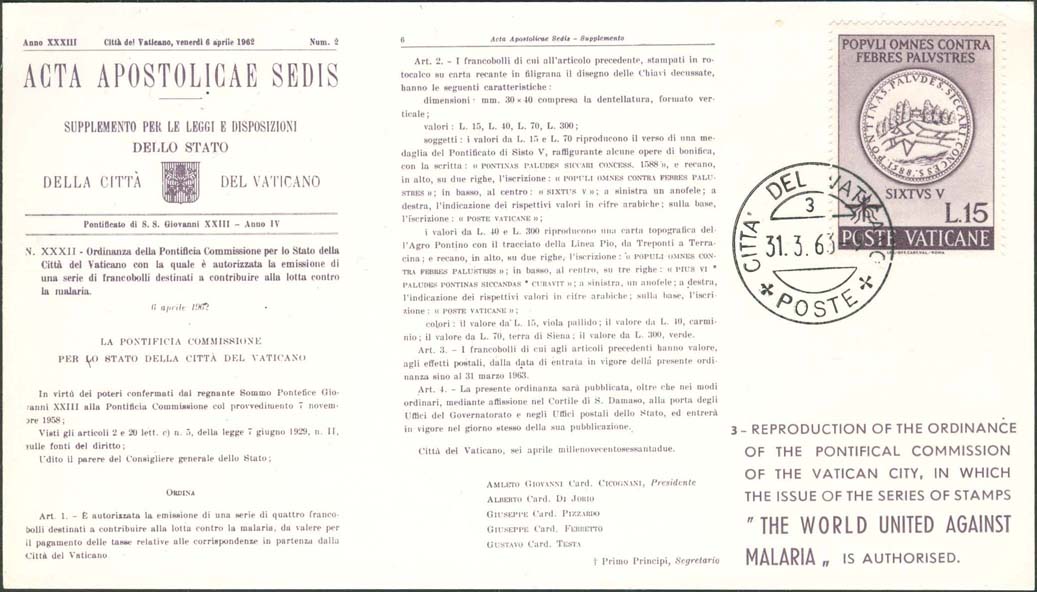 Anno XXXIII Città del Vaticano, venerdì 6 aprile 1962 Num. 2
ACTA APOSTOLICAE SEDIS
SUPPLEMENTO PER LE LEGGI E DISPOSIZIONI
DELLO STATO
DELLA CITTÀ DEL VATICANO
Pontificato di S. S. Giovanni XXIII - Anno IV
N. XXXII - Ordinanza della Pontificia Commissione per lo Stato della
Città del Vaticano con la quale è autorizzata la emissione di
una serie di francobolli destinati a contribuire alla lotta contro
la malaria.
6 aprile 1962
LA PONTIFICIA COMMISSIONE
PER LO STATO DELLA CITTÀ DEL VATICANO
In virtù dei poteri confermati dal regnante Sommo Pontefice Gio-
vanni XXIII alla Pontificia Commissione col provvedimento 7 novem-
bre 1958;
Visti gli articoli 2 e 20 lett. c) n. 5, della legge 7 giugno 1929, n. II,
sulle fonti del diritto;
Udito il parere del Consigliere generale dello Stato;
ORDINA
Art. 1. - È autorizzata la emissione di una serie di quattro franco-
bolli destinati a contribuire alla lotta contro la malaria, da valere per
il pagamento delle tasse relative alle corrispondenze in partenza dalla
Città del Vaticano
6 Acta Apostolicae Sedis - Supplemento
Art. 2. - I francobolli di cui all'articolo precedente, stampati in ro-
tocalco su carta recante in filigrana il disegno delle Chiavi decussate,
hanno le seguenti caratteristiche:
dimensioni: mm. 30 × 40 compresa la dentellatura, formato ver-
ticale;
valori: L. 15, L. 40, L. 70, L. 300;
soggetti: i valori da L. 15 e L. 70 riproducono il verso di una me-
daglia del Pontificato di Sisto V, raffigurante alcune opere di bonifica,
con la scritta: « PONTINAS PALUDES SICCARI CONCESS. 1588 », e recano,
in alto, su due righe, l'iscrizione: « POPULI OMNES CONTRA FEBRES PALU-
STRES »; in basso, al centro: « SIXTUS V »; a sinistra un anofele; a
destra, l'indicazione dei rispettivi valori in cifre arabiche; sulla base,
l'iscrizione: « POSTE VATICANE »;
i valori da L. 40 e L. 300 riproducono una carta topografica del-
l'Agro Pontino con il tracciato della Linea Pio, da Treponti a Terra-
cina; e recano, in alto, su due righe, l'iscrizione: « POPULI OMNES CON-
TRA FEBRES PALUSTRES »; in basso, al centro, su tre righe: « PIUS VI *
PALUDES PONTINAS SICCANDAS * CURAVIT »; a sinistra, un anofele; a destra,
l'indicazione dei rispettivi valori in cifre arabiche; sulla base, l'iscri-
zione: « POSTE VATICANE »;
colori: il valore da L. 15, viola pallido; il valore da L. 40, carmi-
nio; il valore da L. 70, terra di Siena; il valore da L. 300, verde.
Art. 3. - I francobolli di cui agli articoli precedenti hanno valore,
agli effetti postali, dalla data di entrata in vigore della presente ordi-
nanza sino al 31 marzo 1963.
Art. 4. - La presente ordinanza sarà pubblicata, oltre che nei modi
ordinari, mediante affissione nel Cortile di S. Damaso, alla porta degli
Uffici del Governatorato e negli Uffici postali dello Stato, ed entrerà
in vigore nel giorno stesso della sua pubblicazione.
Città del Vaticano, sei aprile millenovecentosessantadue.
AMLETO GIOVANNI Card. CICOGNANI, Presidente
ALBERTO Card. DI JORIO
GIUSEPPE Card. PIZZARDO
GIUSEPPE Card. FERRETTO
GUSTAVO Card. TESTA
† Primo Principi, Segretario
POPVLI OMNES CONTRA
FEBRES PALVSTRES
PONTINAS.PALVDES.SICCARI.CONCESS.1588.
SIXTUS V
L.15
POSTE VATICANE
CITTA' DEL VATICANO
3
31.3.63
POSTE
3 - REPRODUCTION OF THE ORDINANCE
OF THE PONTIFICAL COMMISSION
OF THE VATICAN CITY, IN WHICH
THE ISSUE OF THE SERIES OF STAMPS
" THE WORLD UNITED AGAINST
MALARIA „ IS AUTHORISED.